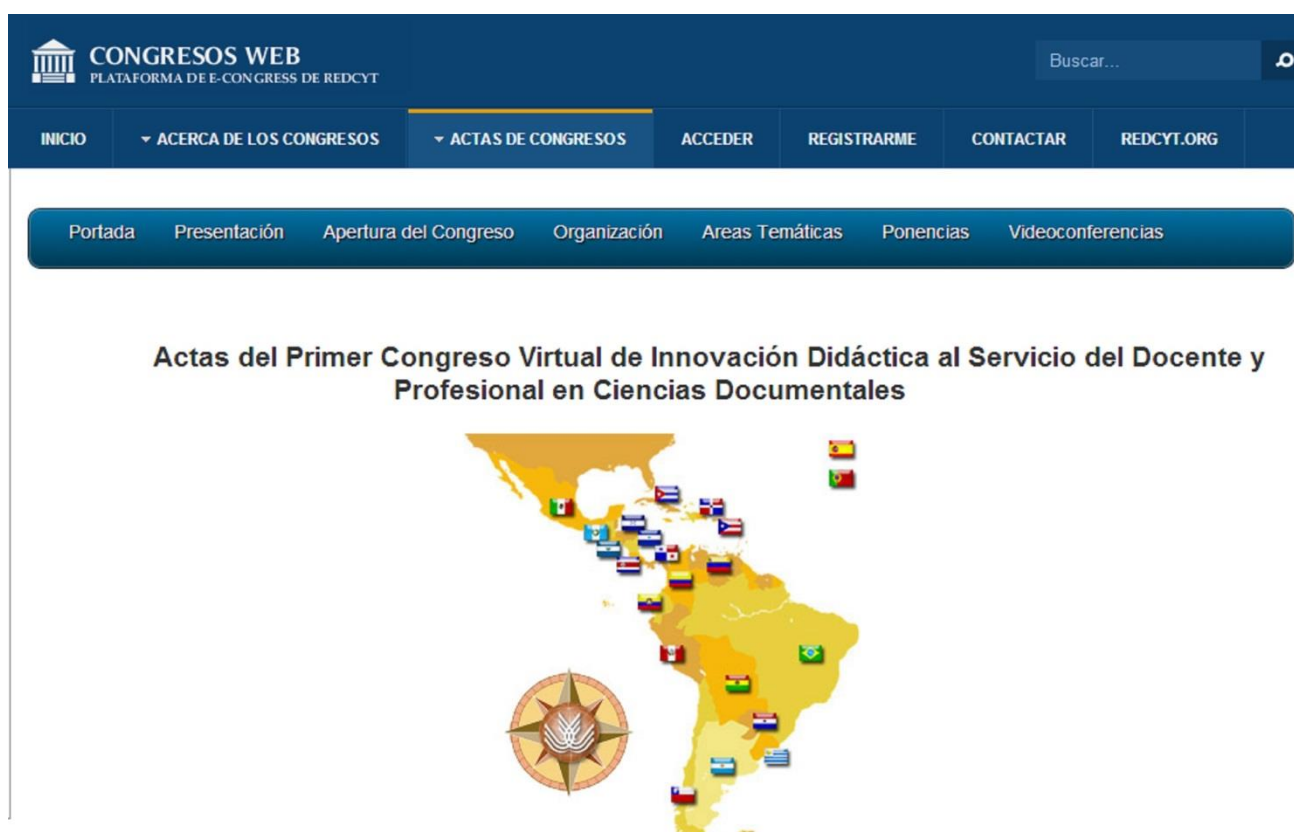 CONGRESOS WEB
PLATAFORMA DE E-CONGRESS DE REDCYT
Buscar...
INICIO ACERCA DE LOS CONGRESOS ACTAS DE CONGRESOS ACCEDER REGISTRARME CONTACTAR REDCYT.ORG
Portada Presentación Apertura del Congreso Organización Areas Temáticas Ponencias Videoconferencias
Actas del Primer Congreso Virtual de Innovación Didáctica al Servicio del Docente y
Profesional en Ciencias Documentales